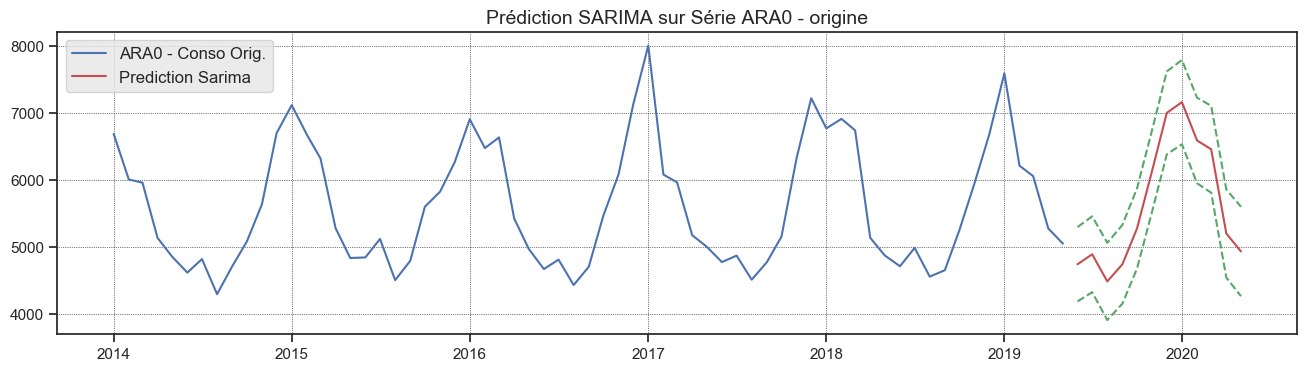 Prédiction SARIMA sur Série ARA0 - origine
ARA0 - Conso Orig.
Prediction Sarima
8000
7000
6000
5000
4000
2014 2015 2016 2017 2018 2019 2020